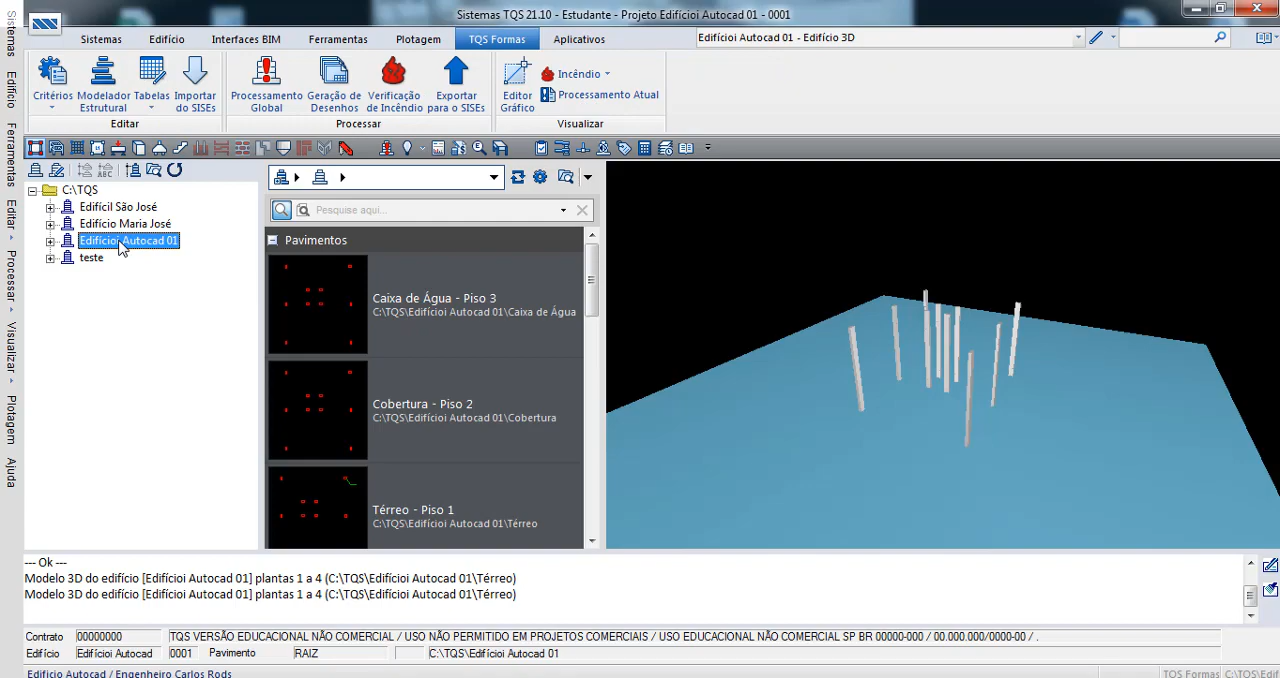 Sistemas TQS 21.10 - Estudante - Projeto Edifícioi Autocad 01 - 0001
Sistemas
Edifício
Interfaces BIM
Ferramentas
Plotagem
TQS Formas
Aplicativos
Edifícioi Autocad 01 - Edifício 3D
Critérios
Modelador Estrutural
Tabelas
Importar do SISEs
Editar
Processamento Global
Geração de Desenhos
Verificação de Incêndio
Exportar para o SISEs
Processar
Editor Gráfico
Incêndio
Processamento Atual
Visualizar
Sistemas
Edifício
Ferramentas
Editar
Processar
Visualizar
Plotagem
Ajuda
C:\TQS
Edifícil São José
Edifício Maria José
Edifícioi Autocad 01
teste
Pesquise aqui...
Pavimentos
Caixa de Água - Piso 3
C:\TQS\Edifícioi Autocad 01\Caixa de Água
Cobertura - Piso 2
C:\TQS\Edifícioi Autocad 01\Cobertura
Térreo - Piso 1
C:\TQS\Edifícioi Autocad 01\Térreo
--- Ok ---
Modelo 3D do edifício [Edifícioi Autocad 01] plantas 1 a 4 (C:\TQS\Edifícioi Autocad 01\Térreo)
Modelo 3D do edifício [Edifícioi Autocad 01] plantas 1 a 4 (C:\TQS\Edifícioi Autocad 01\Térreo)
Contrato 00000000 TQS VERSÃO EDUCACIONAL NÃO COMERCIAL / USO NÃO PERMITIDO EM PROJETOS COMERCIAIS / USO EDUCACIONAL NÃO COMERCIAL SP BR 00000-000 / 00.000.000/0000-00 / .
Edifício Edifícioi Autocad 0001 Pavimento RAIZ C:\TQS\Edifícioi Autocad 01
Edifício Autocad / Engenheiro Carlos Rods
TQS Formas C:\TQS\Edif